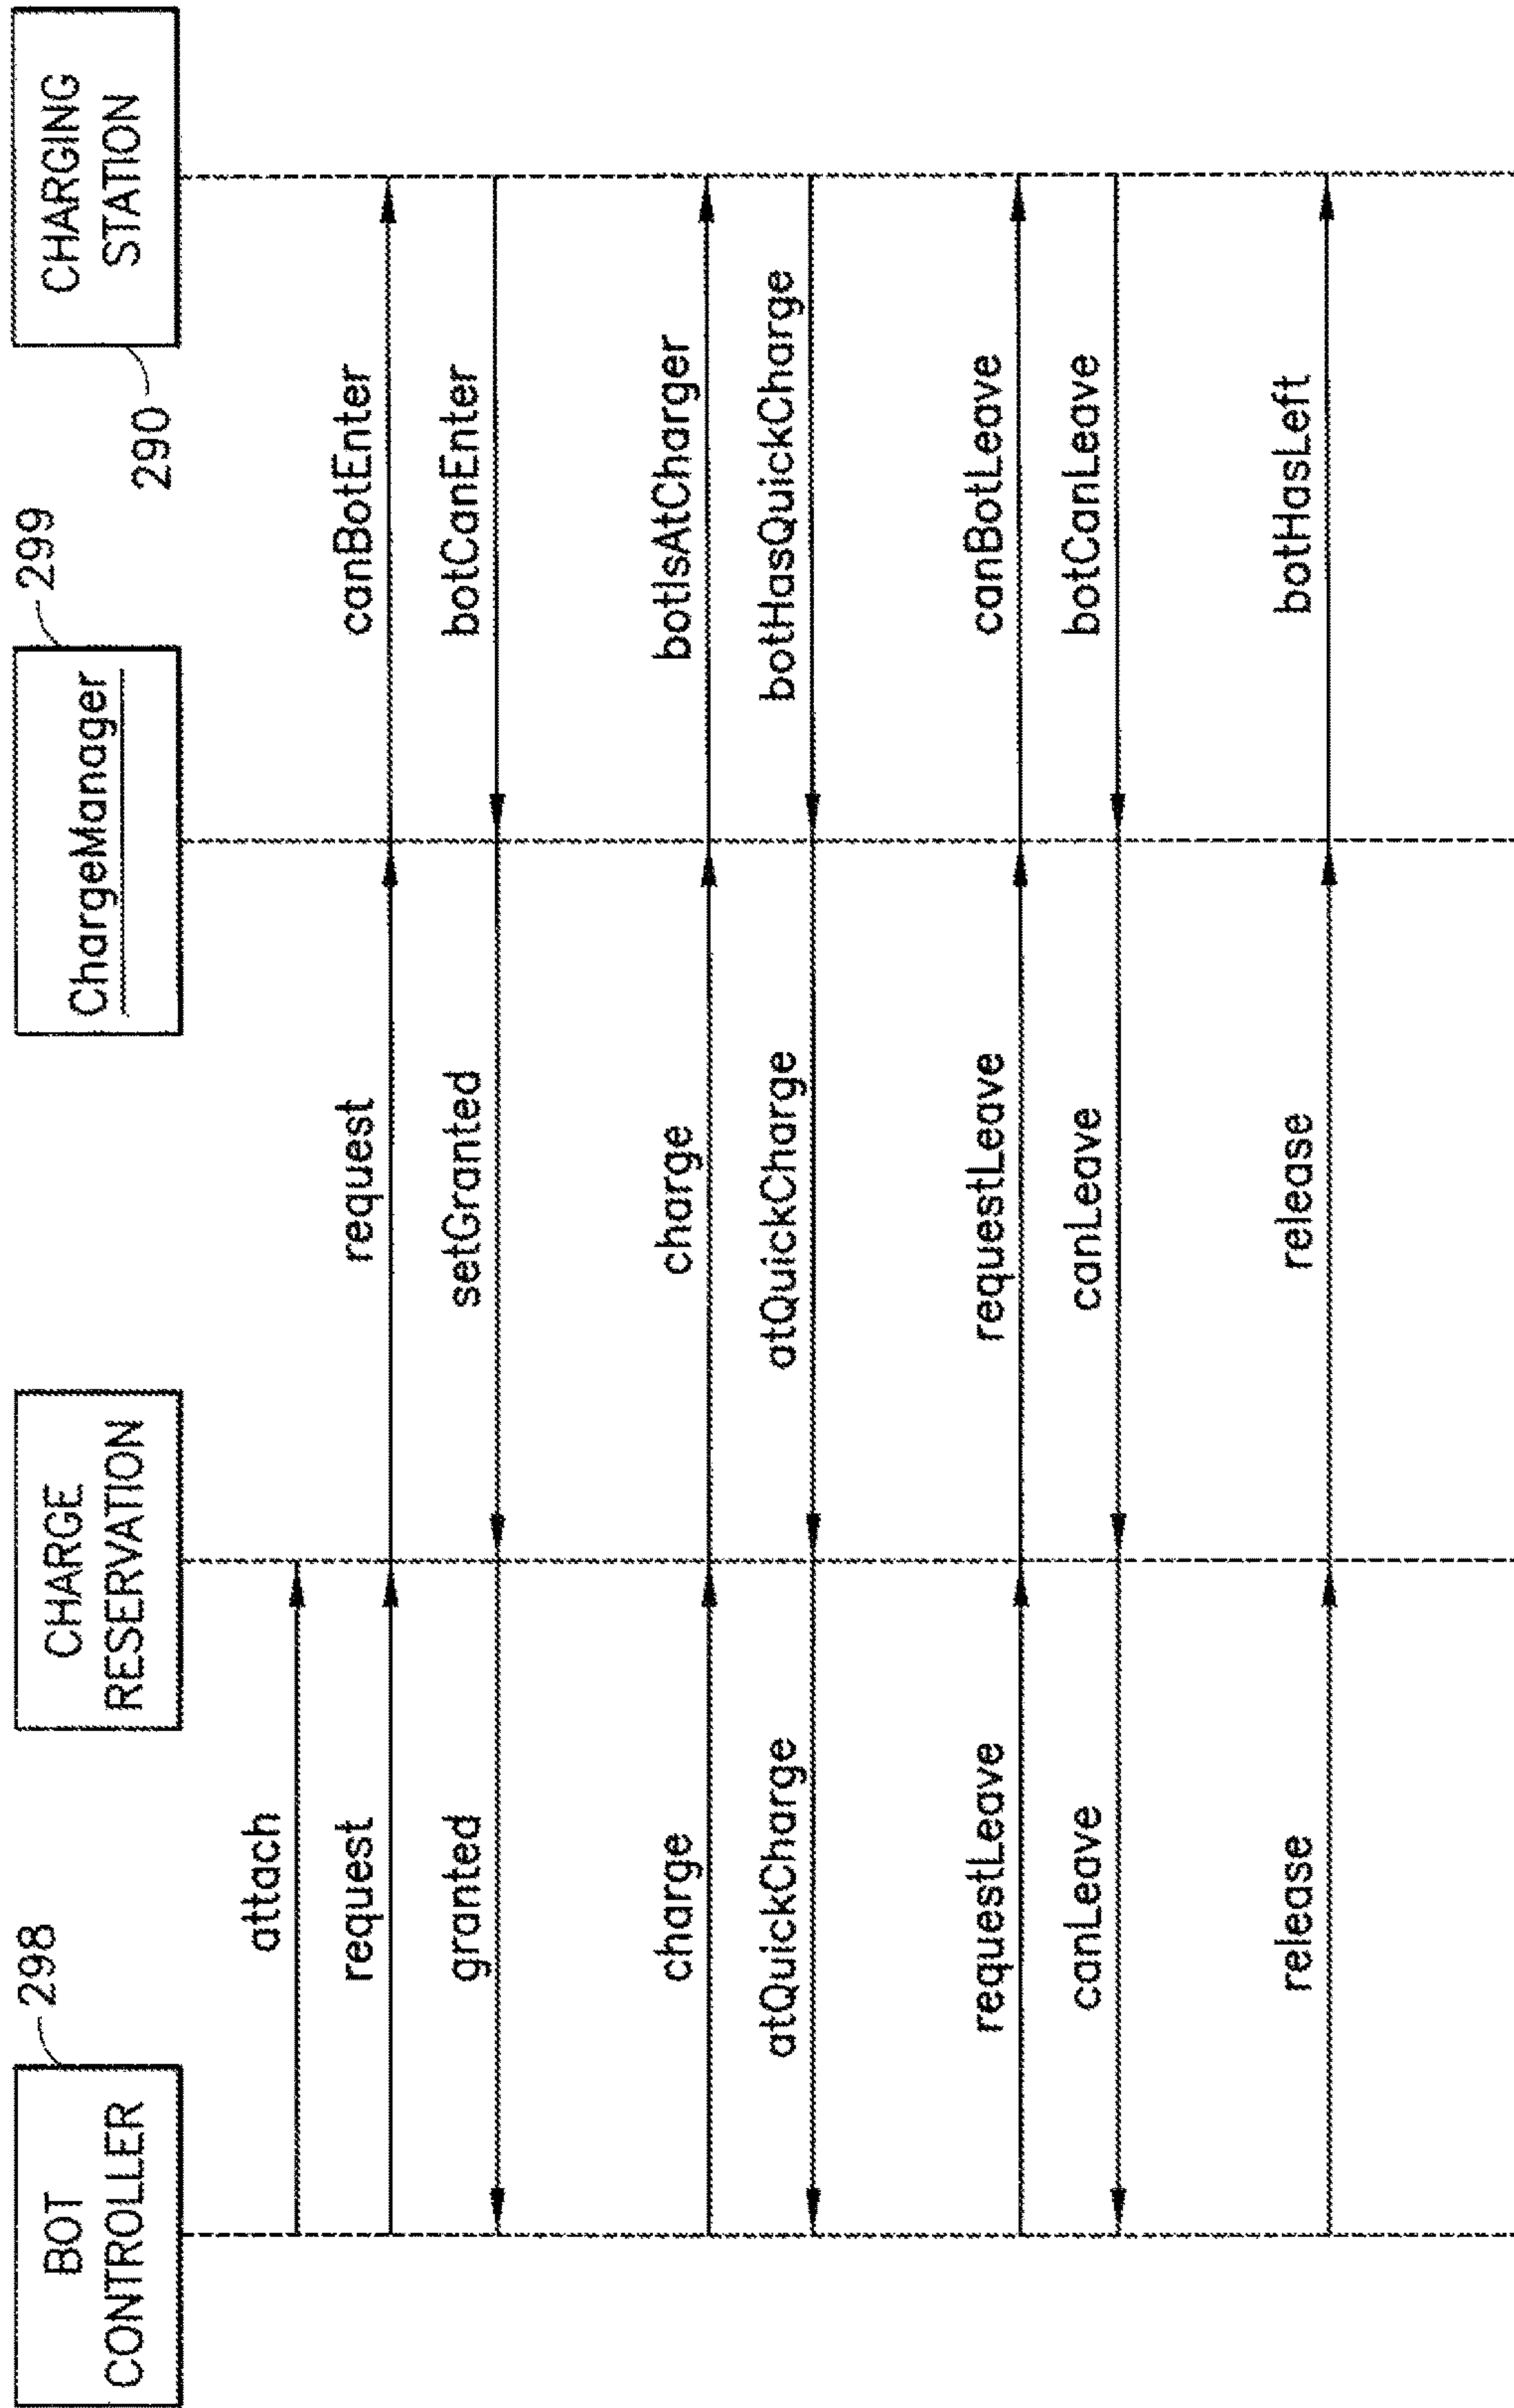 BOT
CONTROLLER
298
CHARGE
RESERVATION
ChargeManager
299
CHARGING
STATION
290
attach
request
request
canBotEnter
granted
setGranted
botCanEnter
charge
charge
botIsAtCharger
atQuickCharge
atQuickCharge
botHasQuickCharge
requestLeave
requestLeave
canBotLeave
canLeave
canLeave
botCanLeave
release
release
botHasLeft